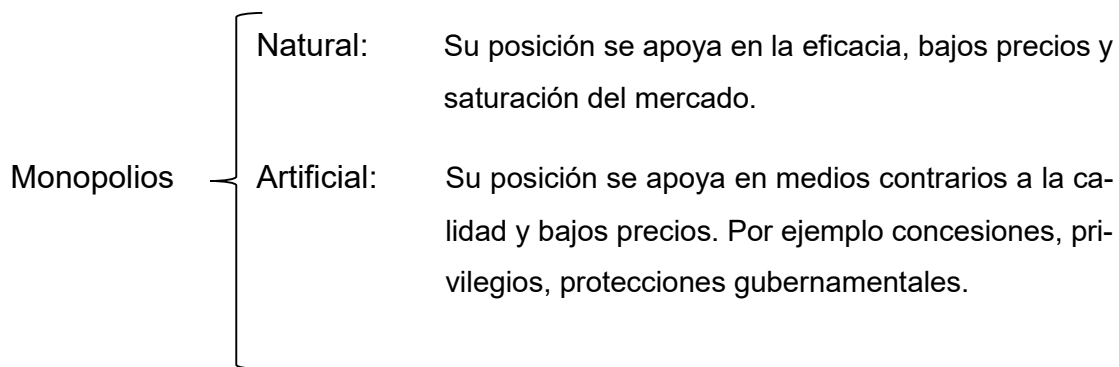 Natural: Su posición se apoya en la eficacia, bajos precios y
saturación del mercado.
Monopolios Artificial: Su posición se apoya en medios contrarios a la ca-
lidad y bajos precios. Por ejemplo concesiones, pri-
vilegios, protecciones gubernamentales.